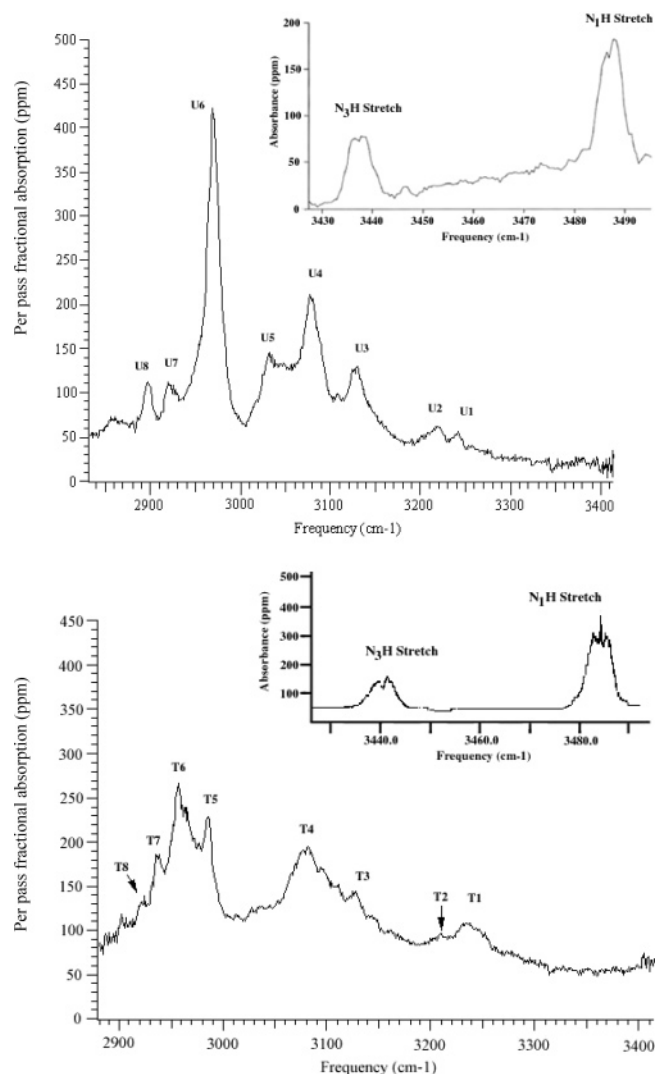 500
450
400
350
300
250
200
150
100
50
0
Per pass fractional absorption (ppm)
U8
U7
U6
U5
U4
U3
U2
U1
2900
3000
3100
3200
3300
3400
Frequency (cm-1)
200
150
100
50
0
Absorbance (ppm)
N3H Stretch
N1H Stretch
3430
3440
3450
3460
3470
3480
3490
Frequency (cm-1)
450
400
350
300
250
200
150
100
50
0
Per pass fractional absorption (ppm)
T8
T7
T6
T5
T4
T3
T2
T1
2900
3000
3100
3200
3300
3400
Frequency (cm-1)
500
400
300
200
100
Absorbance (ppm)
N3H Stretch
N1H Stretch
3440.0
3460.0
3480.0
Frequency (cm-1)